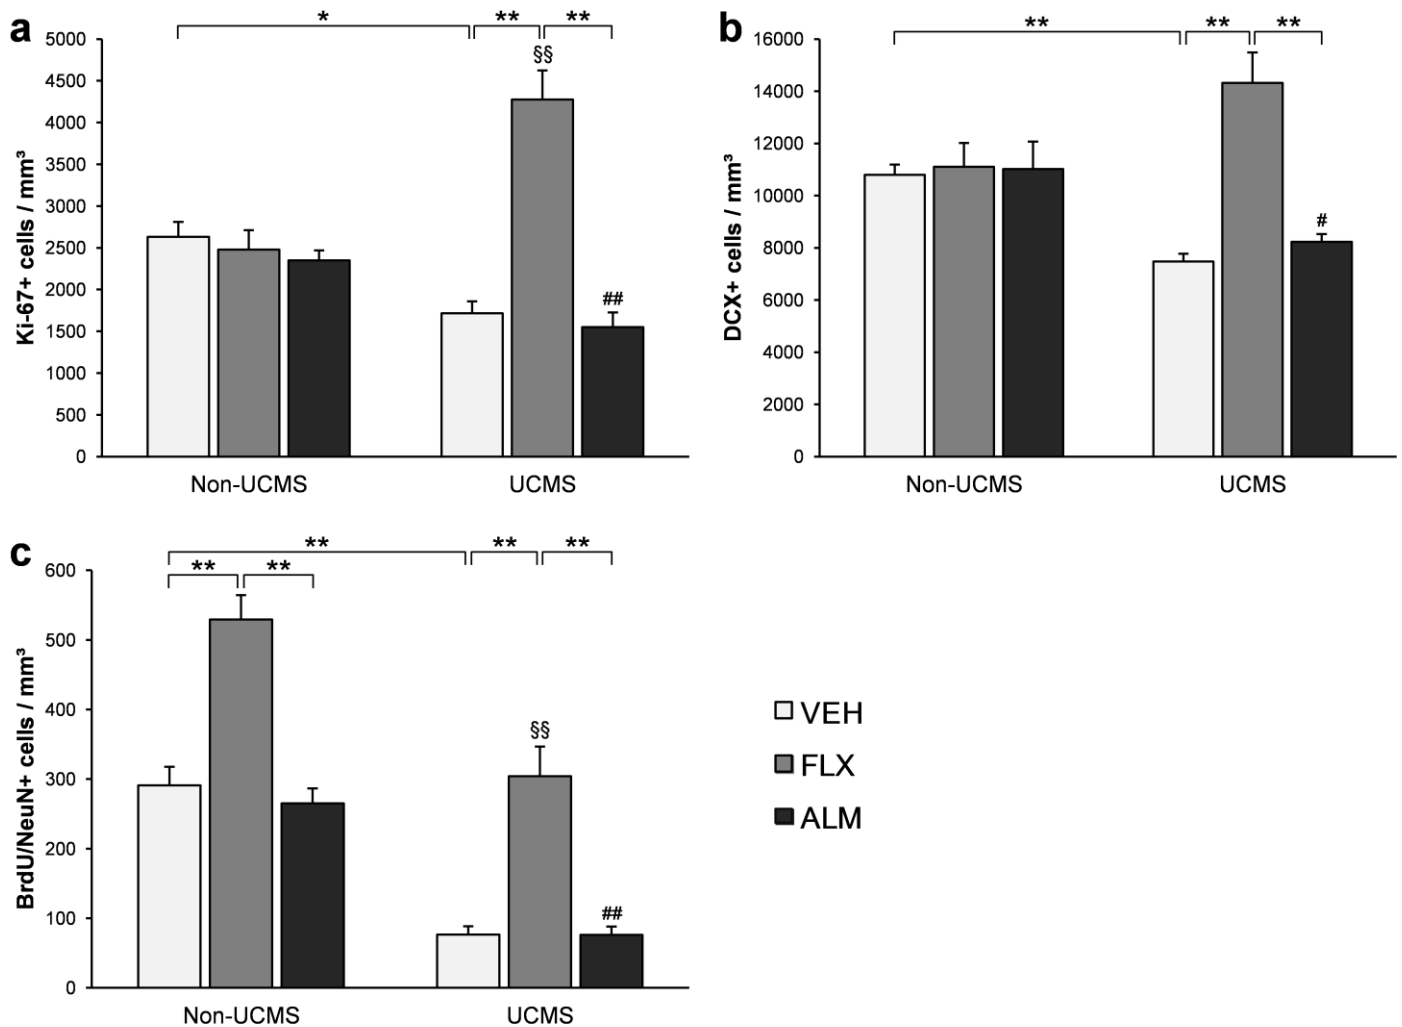 a
* ** **
5000
4500
4000
3500
3000
2500
2000
1500
1000
500
0
Ki-67+ cells / mm³
§§
##
Non-UCMS UCMS
b
** ** **
16000
14000
12000
10000
8000
6000
4000
2000
0
DCX+ cells / mm³
#
Non-UCMS UCMS
c
** ** **
** **
600
500
400
300
200
100
0
BrdU/NeuN+ cells / mm³
§§
##
Non-UCMS UCMS
VEH
FLX
ALM